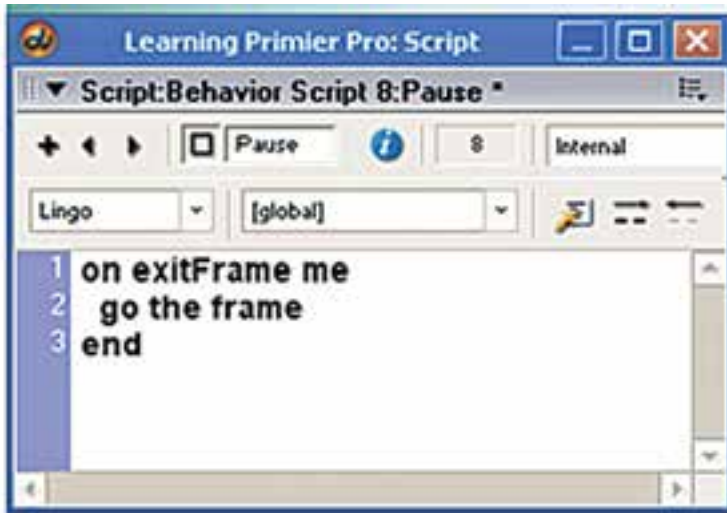 Learning Primier Pro: Script
Script:Behavior Script 8:Pause *
Pause 8 Internal
Lingo [global]
1 on exitFrame me
2 go the frame
3 end